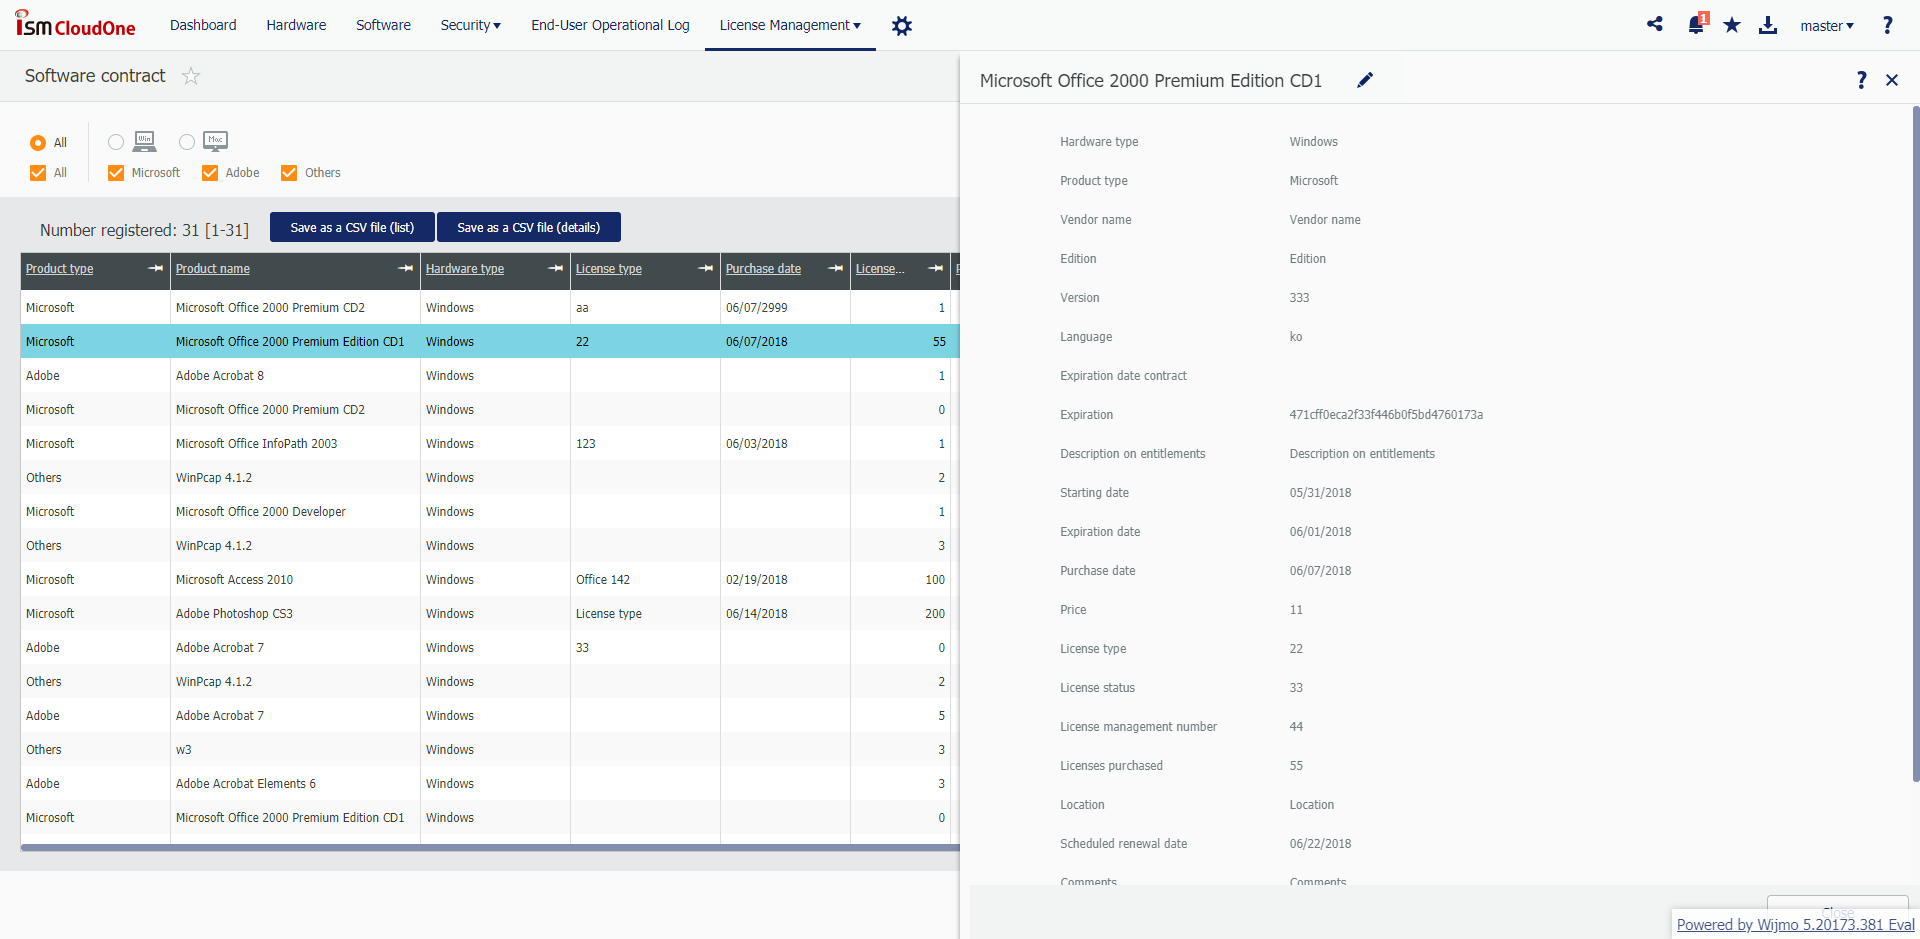 iSM CloudOne
Dashboard
Hardware
Software
Security
End-User Operational Log
License Management
1
master
?
Software contract
Microsoft Office 2000 Premium Edition CD1
?
All
Win
Mac
All
Microsoft
Adobe
Others
Number registered: 31 [1-31]
Save as a CSV file (list)
Save as a CSV file (details)
Product type	Product name	Hardware type	License type	Purchase date	License...
Microsoft	Microsoft Office 2000 Premium CD2	Windows	aa	06/07/2999	1
Microsoft	Microsoft Office 2000 Premium Edition CD1	Windows	22	06/07/2018	55
Adobe	Adobe Acrobat 8	Windows	1
Microsoft	Microsoft Office 2000 Premium CD2	Windows	0
Microsoft	Microsoft Office InfoPath 2003	Windows	123	06/03/2018	1
Others	WinPcap 4.1.2	Windows	2
Microsoft	Microsoft Office 2000 Developer	Windows	1
Others	WinPcap 4.1.2	Windows	3
Microsoft	Microsoft Access 2010	Windows	Office 142	02/19/2018	100
Microsoft	Adobe Photoshop CS3	Windows	License type	06/14/2018	200
Adobe	Adobe Acrobat 7	Windows	33	0
Others	WinPcap 4.1.2	Windows	2
Adobe	Adobe Acrobat 7	Windows	5
Others	w3	Windows	3
Adobe	Adobe Acrobat Elements 6	Windows	3
Microsoft	Microsoft Office 2000 Premium Edition CD1	Windows	0
Hardware type	Windows
Product type	Microsoft
Vendor name	Vendor name
Edition	Edition
Version	333
Language	ko
Expiration date contract
Expiration	471cff0eca2f33f446b0f5bd4760173a
Description on entitlements	Description on entitlements
Starting date	05/31/2018
Expiration date	06/01/2018
Purchase date	06/07/2018
Price	11
License type	22
License status	33
License management number	44
Licenses purchased	55
Location	Location
Scheduled renewal date	06/22/2018
Comments	Comments
Close
Powered by Wijmo 5.20173.381 Eval